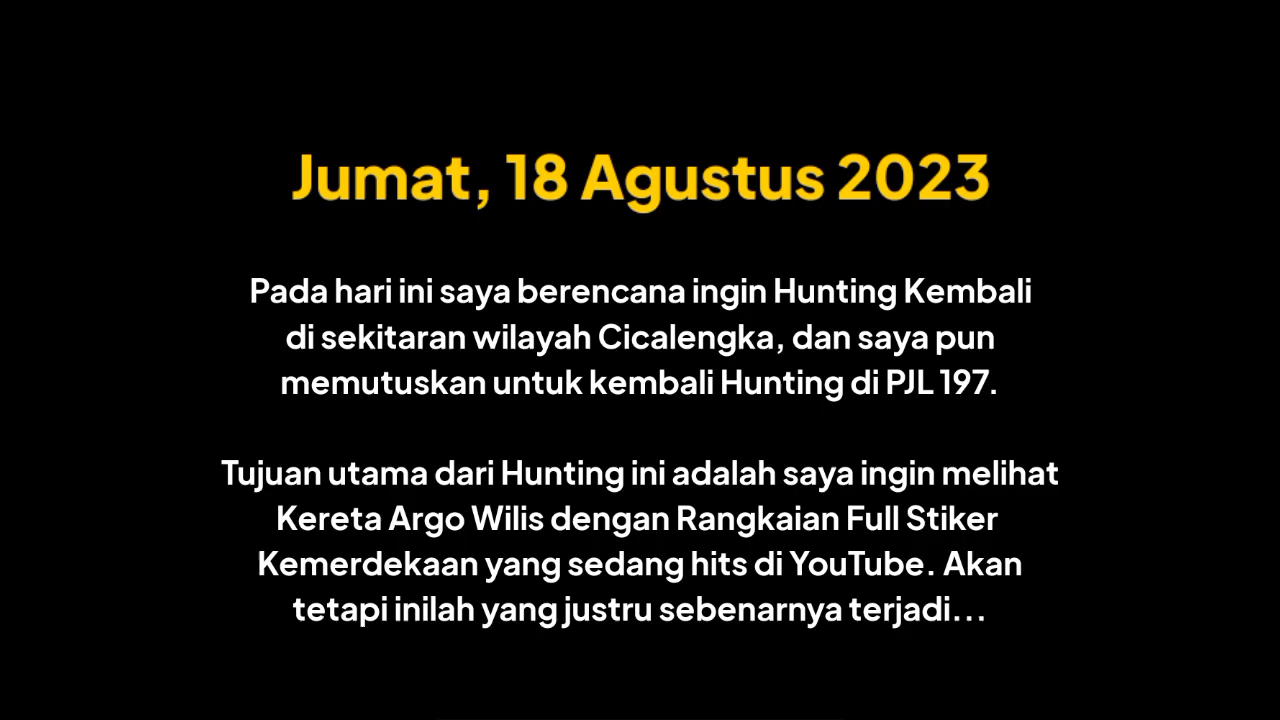 Jumat, 18 Agustus 2023
Pada hari ini saya berencana ingin Hunting Kembali
di sekitaran wilayah Cicalengka, dan saya pun
memutuskan untuk kembali Hunting di PJL 197.
Tujuan utama dari Hunting ini adalah saya ingin melihat
Kereta Argo Wilis dengan Rangkaian Full Stiker
Kemerdekaan yang sedang hits di YouTube. Akan
tetapi inilah yang justru sebenarnya terjadi...